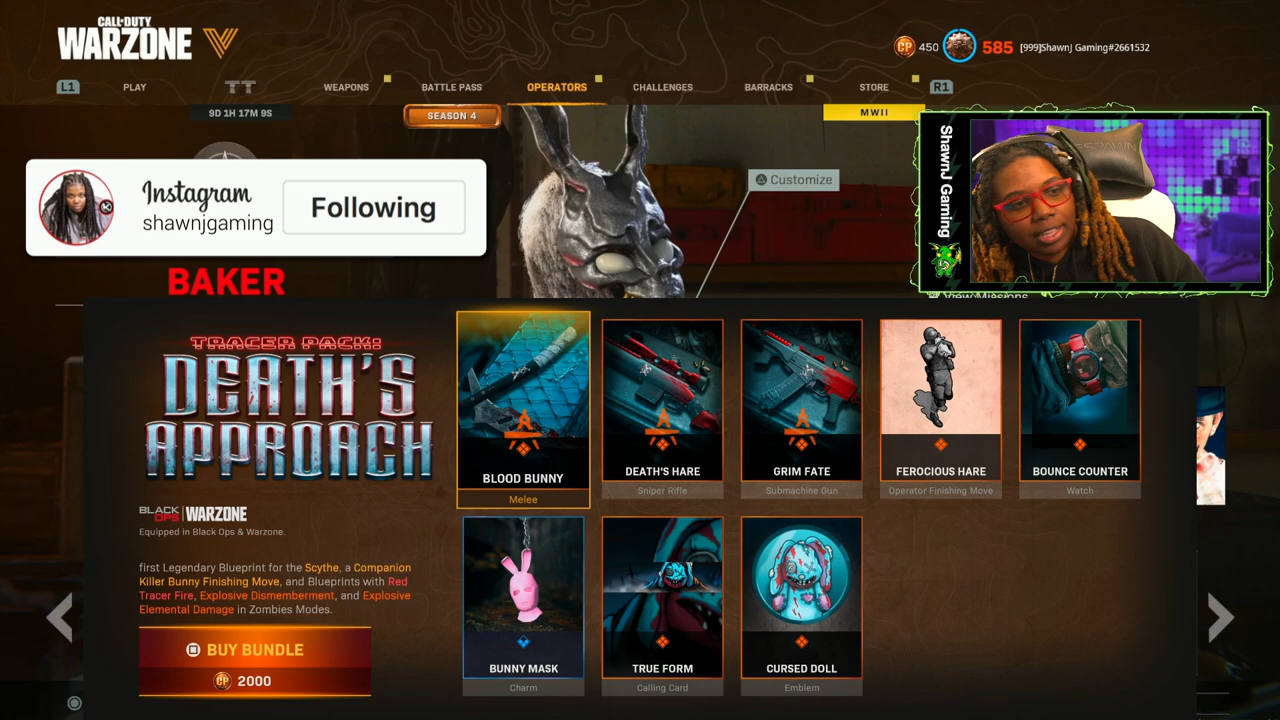 CALL OF DUTY
WARZONE
CP 450
585
[999]ShawnJ Gaming#2661532
L1
PLAY
TT
WEAPONS
BATTLE PASS
OPERATORS
CHALLENGES
BARRACKS
STORE
R1
9D 1H 17M 9S
SEASON 4
MWII
Customize
ShawnJ Gaming
Instagram
shawnjgaming
Following
BAKER
View Missions
TRACER PACK:
DEATH'S
APPROACH
BLACK OPS | WARZONE
Equipped in Black Ops & Warzone.
first Legendary Blueprint for the Scythe, a Companion
Killer Bunny Finishing Move, and Blueprints with Red
Tracer Fire, Explosive Dismemberment, and Explosive
Elemental Damage in Zombies Modes.
BUY BUNDLE
CP 2000
BLOOD BUNNY
Melee
DEATH'S HARE
Sniper Rifle
GRIM FATE
Submachine Gun
FEROCIOUS HARE
Operator Finishing Move
BOUNCE COUNTER
Watch
BUNNY MASK
Charm
TRUE FORM
Calling Card
CURSED DOLL
Emblem